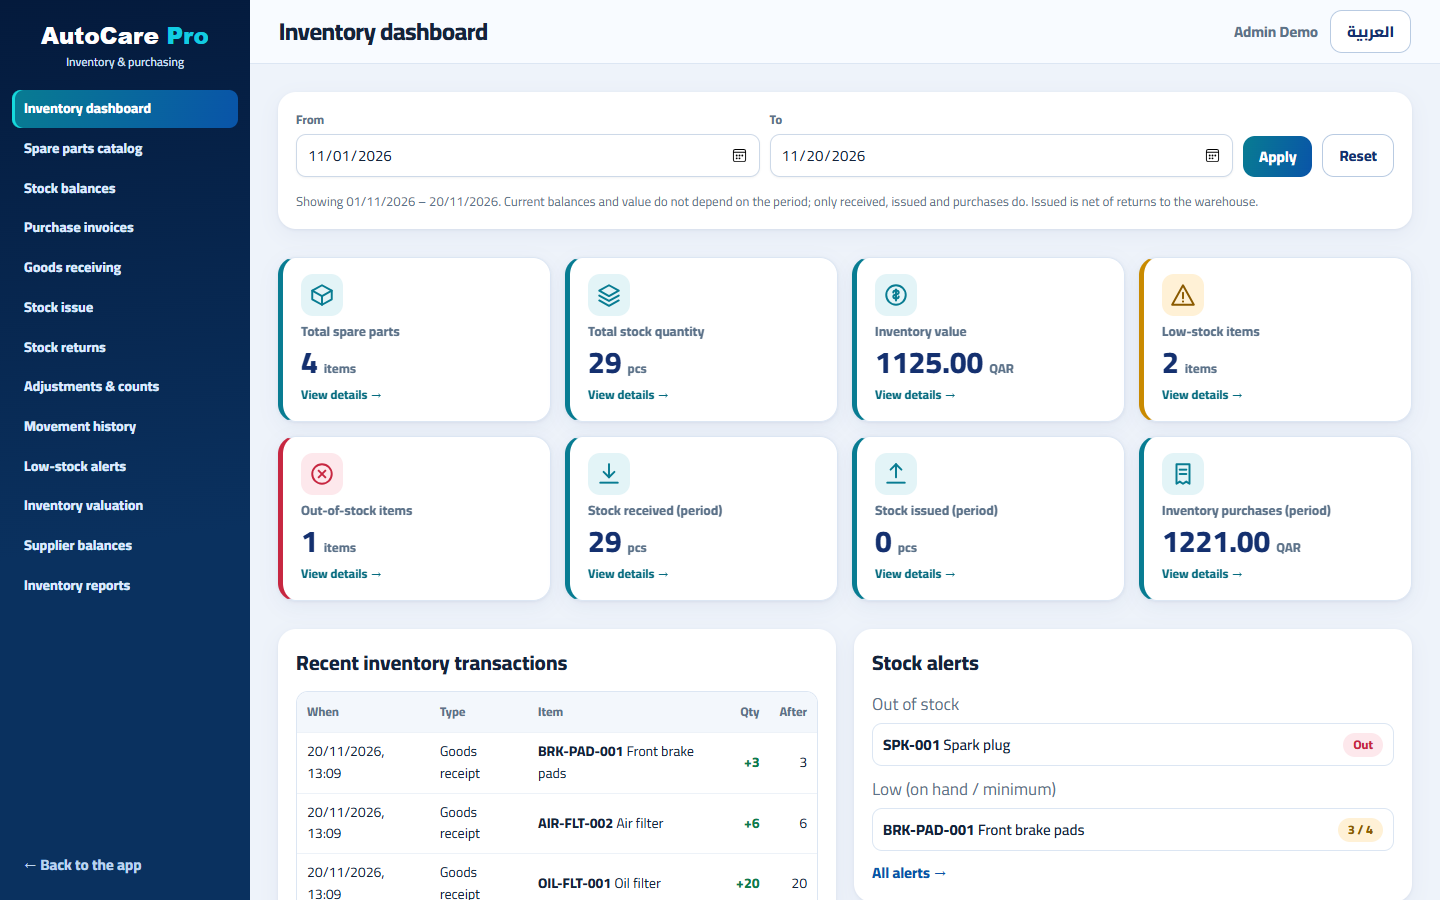 AutoCare Pro
Inventory & purchasing
Inventory dashboard
Spare parts catalog
Stock balances
Purchase invoices
Goods receiving
Stock issue
Stock returns
Adjustments & counts
Movement history
Low-stock alerts
Inventory valuation
Supplier balances
Inventory reports
← Back to the app
Inventory dashboard
Admin Demo
العربية
From
To
11/01/2026
11/20/2026
Apply
Reset
Showing 01/11/2026 – 20/11/2026. Current balances and value do not depend on the period; only received, issued and purchases do. Issued is net of returns to the warehouse.
Total spare parts
4 items
View details →
Total stock quantity
29 pcs
View details →
Inventory value
1125.00 QAR
View details →
Low-stock items
2 items
View details →
Out-of-stock items
1 items
View details →
Stock received (period)
29 pcs
View details →
Stock issued (period)
0 pcs
View details →
Inventory purchases (period)
1221.00 QAR
View details →
Recent inventory transactions
When Type Item Qty After
20/11/2026, 13:09 Goods receipt BRK-PAD-001 Front brake pads +3 3
20/11/2026, 13:09 Goods receipt AIR-FLT-002 Air filter +6 6
20/11/2026, 13:09 Goods receipt OIL-FLT-001 Oil filter +20 20
Stock alerts
Out of stock
SPK-001 Spark plug Out
Low (on hand / minimum)
BRK-PAD-001 Front brake pads 3 / 4
All alerts →